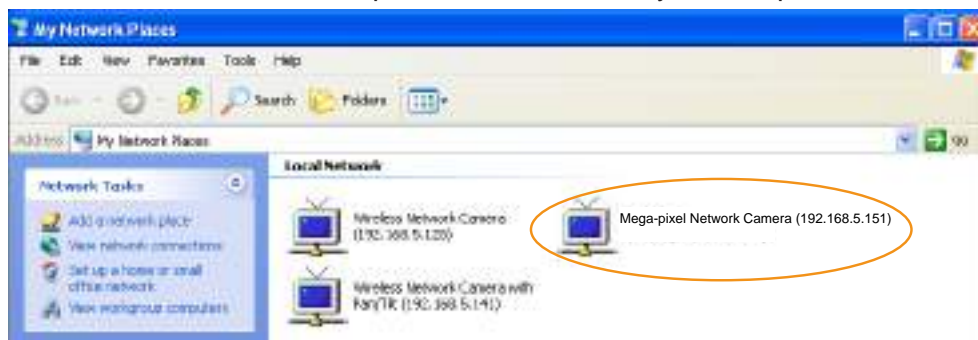 My Network Places
File Edit View Favorites Tools Help
Back Search Folders
Address My Network Places Go
Network Tasks
Add a network place
View network connections
Set up a home or small
office network
View workgroup computers
Local Network
Wireless Network Camera
(192.168.5.128)
Mega-pixel Network Camera (192.168.5.151)
Wireless Network Camera with
Pan/Tilt (192.168.5.141)